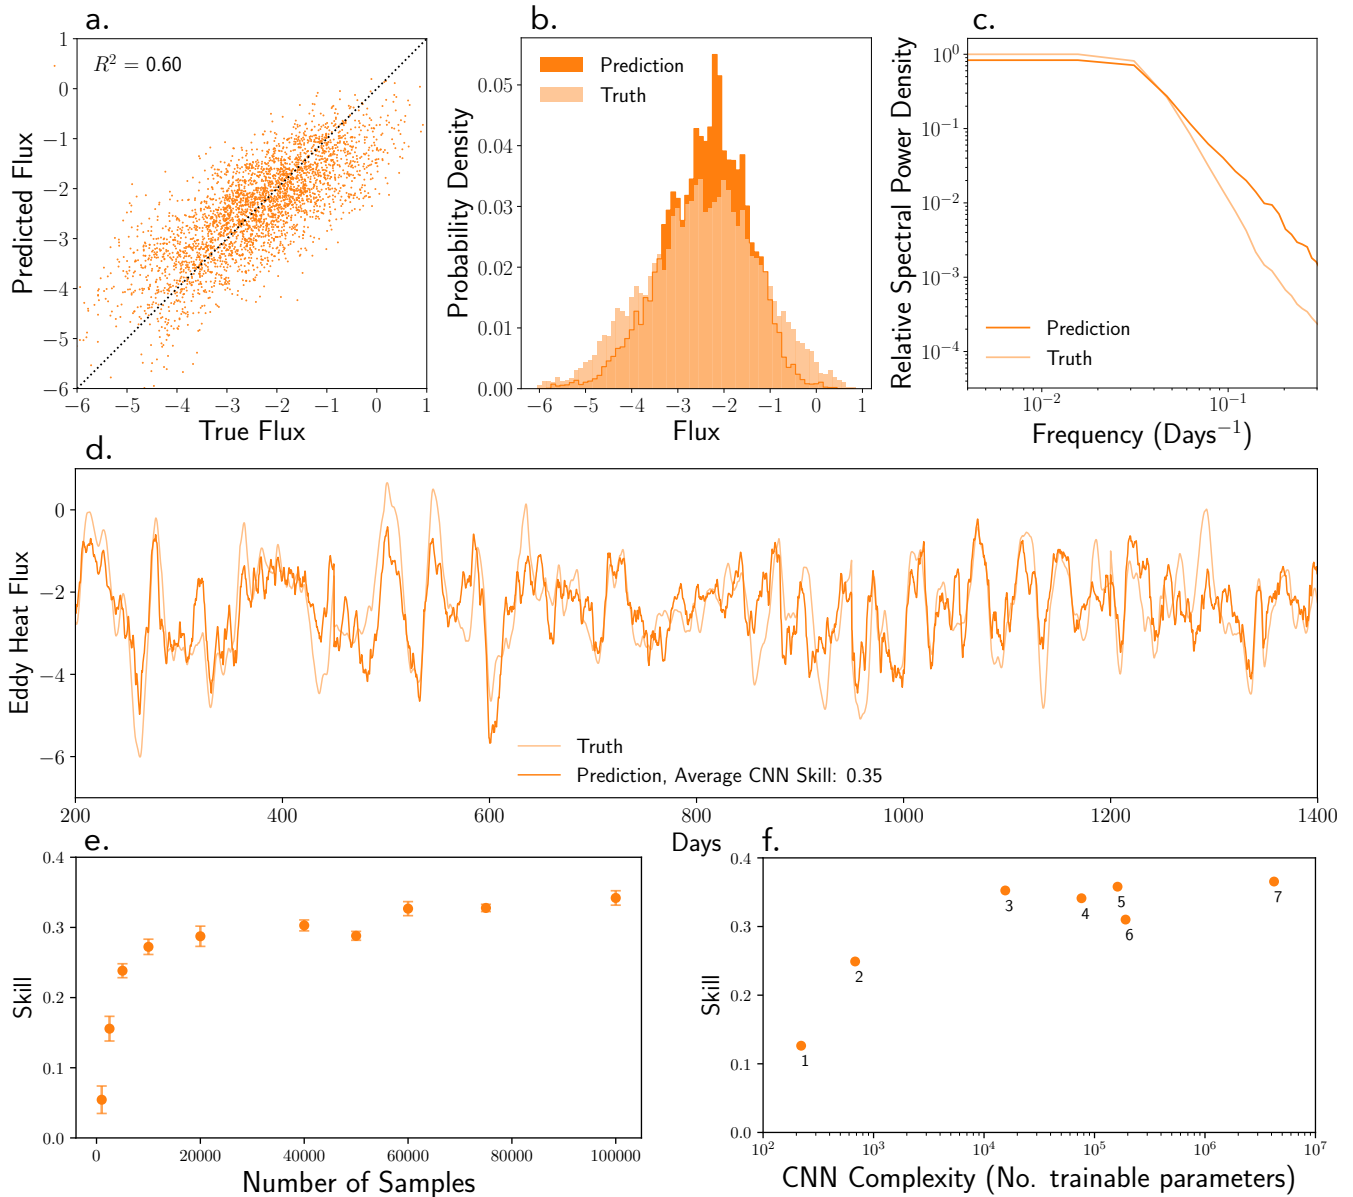 a.
R² = 0.60
1
0
−1
−2
−3
−4
−5
−6
−6 −5 −4 −3 −2 −1 0 1
Predicted Flux
True Flux
b.
Prediction
Truth
0.05
0.04
0.03
0.02
0.01
0.00
−6 −5 −4 −3 −2 −1 0 1
Probability Density
Flux
c.
10⁰
10⁻¹
10⁻²
10⁻³
10⁻⁴
Prediction
Truth
10⁻² 10⁻¹
Relative Spectral Power Density
Frequency (Days⁻¹)
d.
0
−2
−4
−6
Eddy Heat Flux
Truth
Prediction, Average CNN Skill: 0.35
200 400 600 800 1000 1200 1400
Days
e.
0.4
0.3
0.2
0.1
0.0
Skill
0 20000 40000 60000 80000 100000
Number of Samples
f.
0.4
0.3
0.2
0.1
0.0
Skill
1
2
3
4
5
6
7
10² 10³ 10⁴ 10⁵ 10⁶ 10⁷
CNN Complexity (No. trainable parameters)